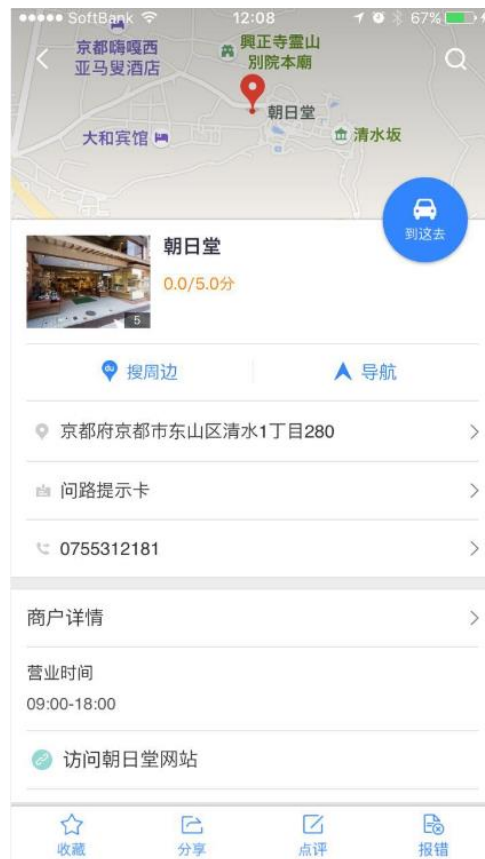 SoftBank
12:08
67%
京都嗨嘎西
亚马叟酒店
興正寺霊山
別院本廟
朝日堂
大和宾馆
清水坂
到这去
朝日堂
0.0/5.0分
5
du
搜周边
导航
京都府京都市东山区清水1丁目280
问路提示卡
0755312181
商户详情
营业时间
09:00-18:00
访问朝日堂网站
收藏
分享
点评
报错